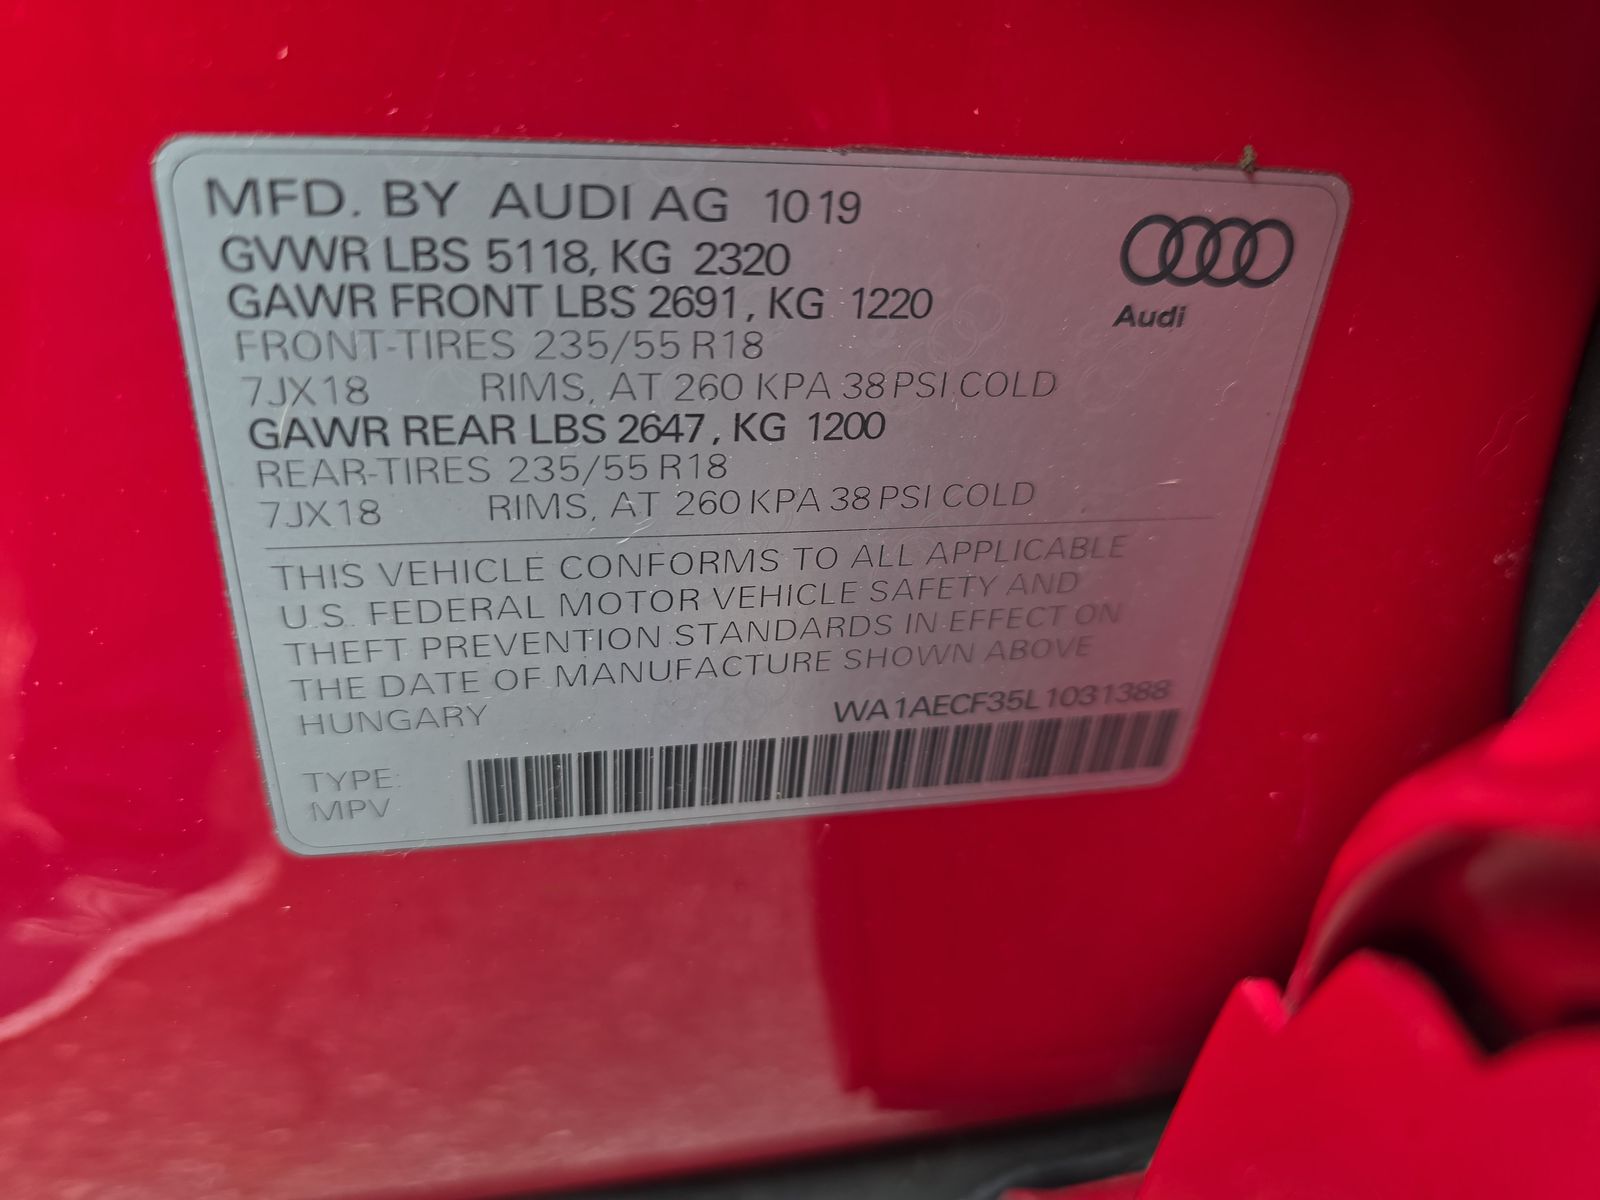 MFD. BY AUDI AG 1019
GVWR LBS 5118, KG 2320
GAWR FRONT LBS 2691, KG 1220
FRONT-TIRES 235/55 R18
7JX18 RIMS, AT 260 KPA 38 PSI COLD
GAWR REAR LBS 2647, KG 1200
REAR-TIRES 235/55 R18
7JX18 RIMS, AT 260 KPA 38 PSI COLD
Audi
THIS VEHICLE CONFORMS TO ALL APPLICABLE
U.S. FEDERAL MOTOR VEHICLE SAFETY AND
THEFT PREVENTION STANDARDS IN EFFECT ON
THE DATE OF MANUFACTURE SHOWN ABOVE
HUNGARY WA1AECF35L1031388
TYPE:
MPV